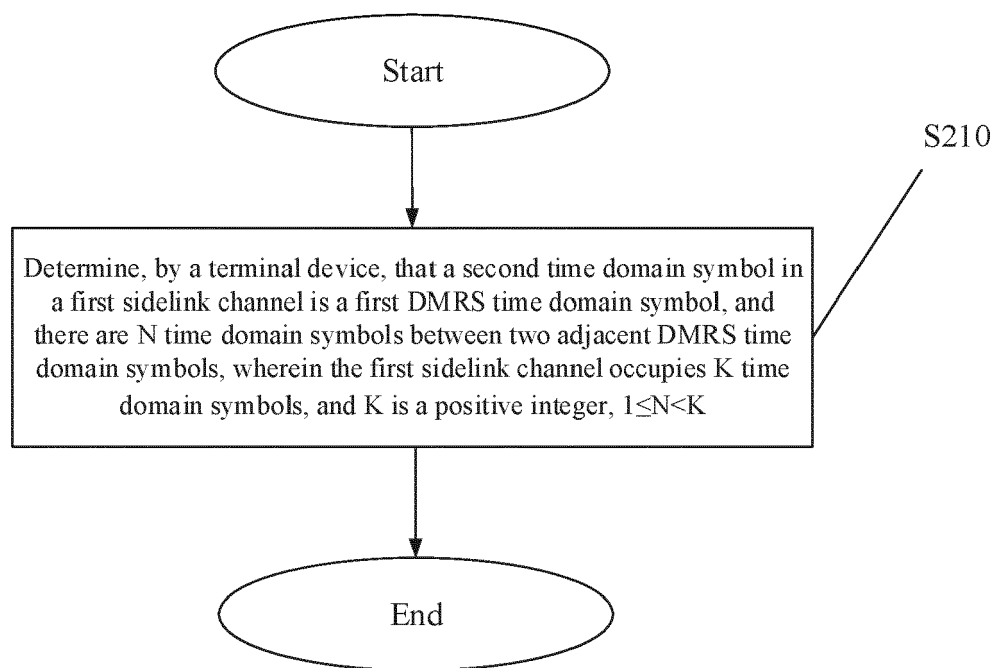 Start
S210
Determine, by a terminal device, that a second time domain symbol in
a first sidelink channel is a first DMRS time domain symbol, and
there are N time domain symbols between two adjacent DMRS time
domain symbols, wherein the first sidelink channel occupies K time
domain symbols, and K is a positive integer, 1≤N<K
End